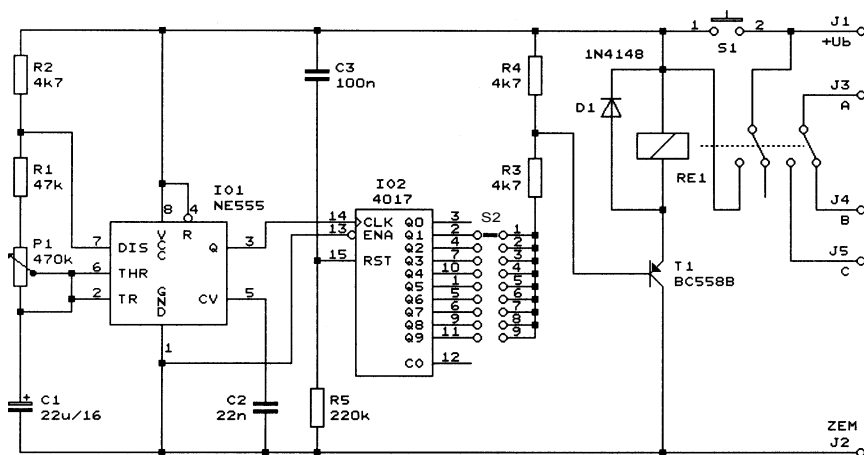 1 2
S1
J1
+Ub
R2
4k7
C3
100n
R4
4k7
1N4148
D1
J3
A
R1
47k
IO1
NE555
8 4
R
VCC
IO2
4017
R3
4k7
RE1
J4
B
P1
470k
7 DIS
6 THR
2 TR
GND
Q 3
CV 5
1
14 CLK
13 ENA
15 RST
Q0 3
Q1 2
Q2 4
Q3 7
Q4 10
Q5 1
Q6 5
Q7 6
Q8 9
Q9 11
CO 12
S2
1
2
3
4
5
6
7
8
9
T1
BC558B
J5
C
C1
+
22u/16
C2
22n
R5
220k
ZEM
J2